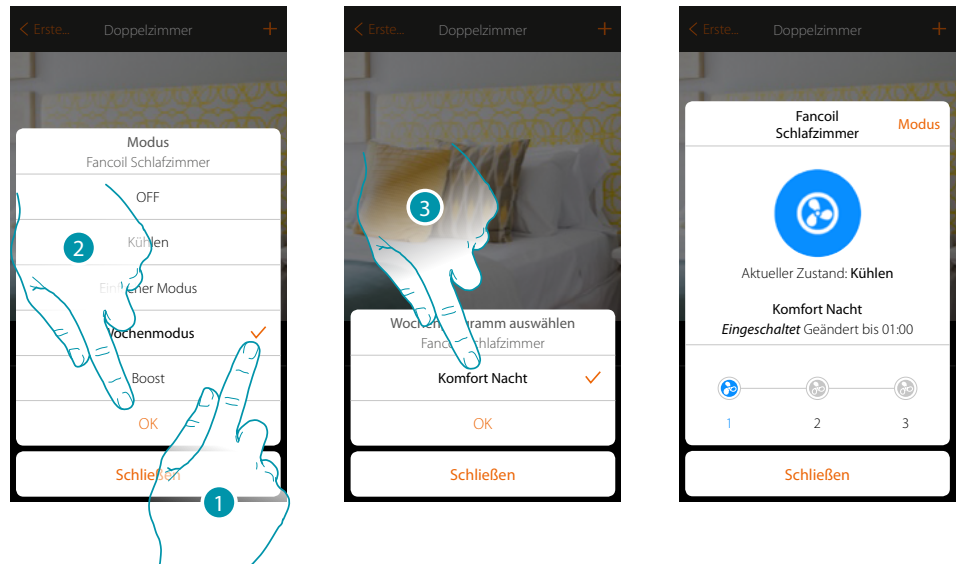 Erste...
Doppelzimmer
+
Modus
Fancoil Schlafzimmer
OFF
Kühlen
Modus
Wochenmodus
Boost
OK
Schließen
2
1
Erste...
Doppelzimmer
+
auswählen
Schlafzimmer
Komfort Nacht
OK
Schließen
3
Erste...
Doppelzimmer
+
Fancoil
Schlafzimmer
Modus
Aktueller Zustand: Kühlen
Komfort Nacht
Eingeschaltet Geändert bis 01:00
1
2
3
Schließen